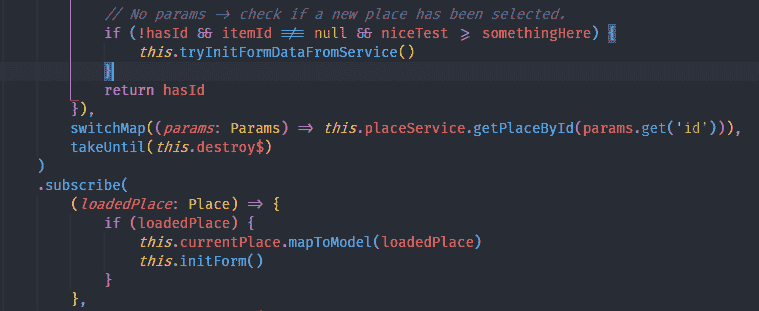 // No params -> check if a new place has been selected.
if (!hasId && itemId !== null && niceTest >= somethingHere) {
this.tryInitFormDataFromService()
}
return hasId
}),
switchMap((params: Params) => this.placeService.getPlaceById(params.get('id'))),
takeUntil(this.destroy$)
)
.subscribe(
(loadedPlace: Place) => {
if (loadedPlace) {
this.currentPlace.mapToModel(loadedPlace)
this.initForm()
}
},